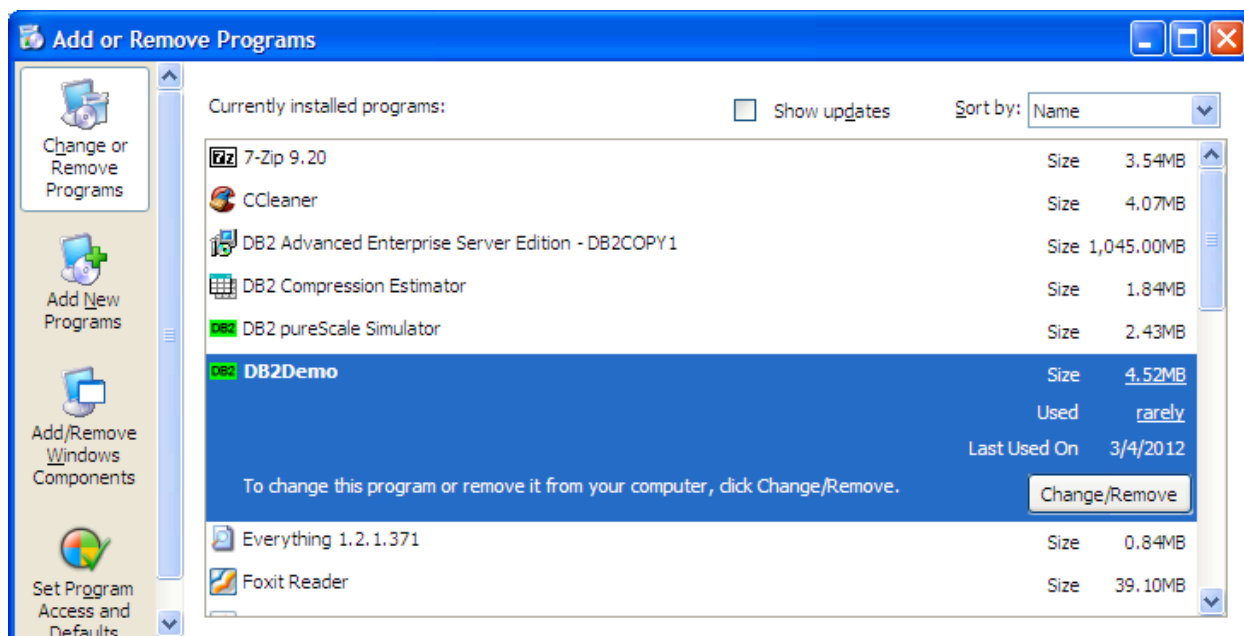 Add or Remove Programs
Change or
Remove
Programs
Add New
Programs
Add/Remove
Windows
Components
Set Program
Access and
Defaults
Currently installed programs:
Show updates
Sort by: Name
7z 7-Zip 9.20 Size 3.54MB
CCleaner Size 4.07MB
DB2 Advanced Enterprise Server Edition - DB2COPY1 Size 1,045.00MB
DB2 Compression Estimator Size 1.84MB
DB2 DB2 pureScale Simulator Size 2.43MB
DB2 DB2Demo Size 4.52MB
Used rarely
Last Used On 3/4/2012
To change this program or remove it from your computer, click Change/Remove. Change/Remove
Everything 1.2.1.371 Size 0.84MB
Foxit Reader Size 39.10MB